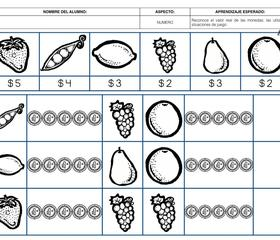 NOMBRE DEL ALUMNO:
ASPECTO:
APRENDIZAJE ESPERADO:
NUMERO
Reconoce el valor real de las monedas, las utiliza
situaciones de juego
$5 $4 $3 $2 $3 $2